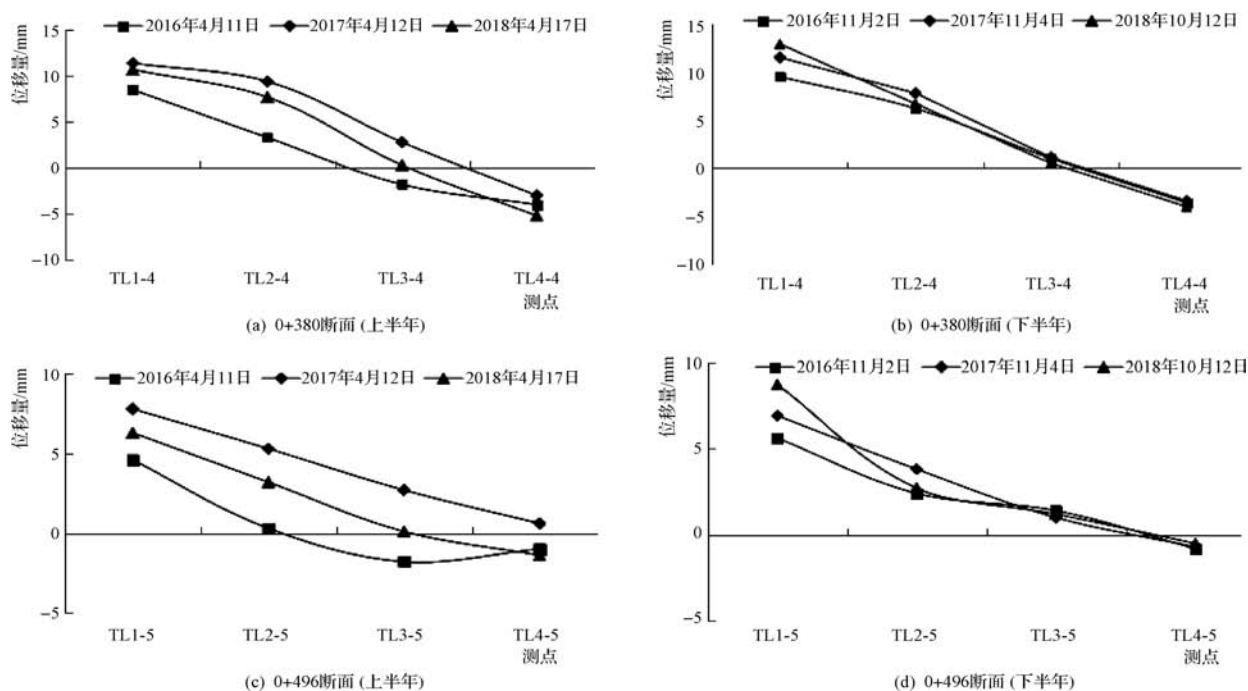 2016年4月11日 2017年4月12日 2018年4月17日
位移量/mm
15
10
5
0
−5
−10
TL1-4 TL2-4 TL3-4 TL4-4
测点
(a) 0+380断面 (上半年)
2016年11月2日 2017年11月4日 2018年10月12日
位移量/mm
15
10
5
0
−5
−10
TL1-4 TL2-4 TL3-4 TL4-4
测点
(b) 0+380断面 (下半年)
2016年4月11日 2017年4月12日 2018年4月17日
位移量/mm
10
5
0
−5
TL1-5 TL2-5 TL3-5 TL4-5
测点
(c) 0+496断面 (上半年)
2016年11月2日 2017年11月4日 2018年10月12日
位移量/mm
10
5
0
−5
TL1-5 TL2-5 TL3-5 TL4-5
测点
(d) 0+496断面 (下半年)